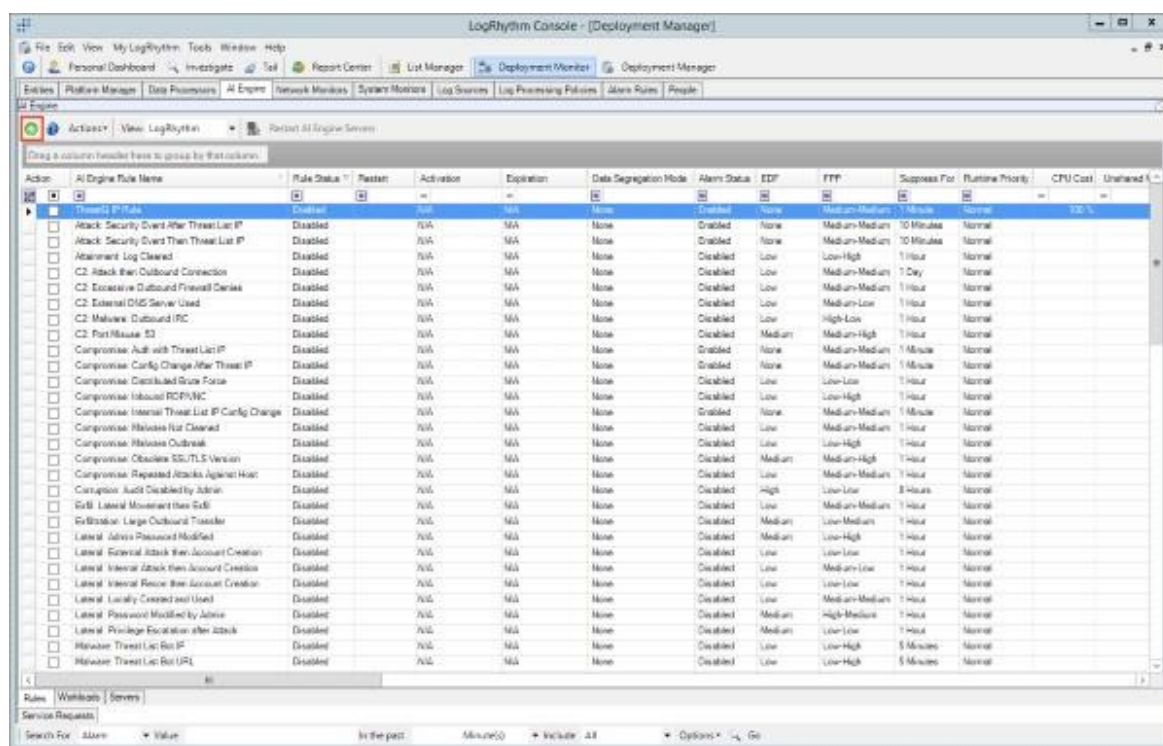 LogRhythm Console - [Deployment Manager]
File Edit View My LogRhythm Tools Window Help
Personal Dashboard Investigate Tail Report Center List Manager Deployment Monitor Deployment Manager
Entities Platform Manager Data Processors AI Engine Network Monitors System Monitors Log Sources Log Processing Policies Alarm Rules People
AI Engine
Actions View: LogRhythm Restart AI Engine Servers
Drag a column header here to group by that column.
Action AI Engine Rule Name Rule Status Restart Activation Expiration Data Segregation Mode Alarm Status EDF FPP Suppress For Runtime Priority CPU Cost Unshared
ThreatQ IP Rule Enabled N/A N/A None Enabled None Medium-Medium 1 Minute Normal 100 %
Attack: Security Event After Threat List IP Disabled N/A N/A None Enabled None Medium-Medium 10 Minutes Normal
Attack: Security Event Then Threat List IP Disabled N/A N/A None Enabled None Medium-Medium 10 Minutes Normal
Attainment: Log Cleared Disabled N/A N/A None Disabled Low Low-High 1 Hour Normal
C2: Attack then Outbound Connection Disabled N/A N/A None Disabled Low Medium-Medium 1 Day Normal
C2: Excessive Outbound Firewall Denies Disabled N/A N/A None Disabled Low Medium-Medium 1 Hour Normal
C2: External DNS Server Used Disabled N/A N/A None Disabled Low Medium-Low 1 Hour Normal
C2: Malware: Outbound IRC Disabled N/A N/A None Disabled Low High-Low 1 Hour Normal
C2: Port Misuse: 53 Disabled N/A N/A None Disabled Medium Medium-High 1 Hour Normal
Compromise: Auth with Threat List IP Disabled N/A N/A None Enabled None Medium-Medium 1 Minute Normal
Compromise: Config Change After Threat IP Disabled N/A N/A None Enabled None Medium-Medium 1 Minute Normal
Compromise: Distributed Brute Force Disabled N/A N/A None Disabled Low Low-Low 1 Hour Normal
Compromise: Inbound RDP/VNC Disabled N/A N/A None Disabled Low Low-High 1 Hour Normal
Compromise: Internal Threat List IP Config Change Disabled N/A N/A None Enabled None Medium-Medium 1 Minute Normal
Compromise: Malware Not Cleaned Disabled N/A N/A None Disabled Low Medium-Medium 1 Hour Normal
Compromise: Malware Outbreak Disabled N/A N/A None Disabled Low Low-High 1 Hour Normal
Compromise: Obsolete SSL/TLS Version Disabled N/A N/A None Disabled Medium Medium-High 1 Hour Normal
Compromise: Repeated Attacks Against Host Disabled N/A N/A None Disabled Low Medium-Medium 1 Hour Normal
Corruption: Audit Disabled by Admin Disabled N/A N/A None Disabled High Low-Low 8 Hours Normal
Exfil: Lateral Movement then Exfil Disabled N/A N/A None Disabled Low Medium-Medium 1 Hour Normal
Exfiltration: Large Outbound Transfer Disabled N/A N/A None Disabled Medium Low-Medium 1 Hour Normal
Lateral: Admin Password Modified Disabled N/A N/A None Disabled Medium Low-High 1 Hour Normal
Lateral: External Attack then Account Creation Disabled N/A N/A None Disabled Low Low-Low 1 Hour Normal
Lateral: Internal Attack then Account Creation Disabled N/A N/A None Disabled Low Medium-Low 1 Hour Normal
Lateral: Internal Recon then Account Creation Disabled N/A N/A None Disabled Low Low-Low 1 Hour Normal
Lateral: Locally Created and Used Disabled N/A N/A None Disabled Low Medium-Medium 1 Hour Normal
Lateral: Password Modified by Admin Disabled N/A N/A None Disabled Medium High-Medium 1 Hour Normal
Lateral: Privilege Escalation after Attack Disabled N/A N/A None Disabled Medium Low-Low 1 Hour Normal
Malware: Threat List Bot IP Disabled N/A N/A None Disabled Low Low-High 5 Minutes Normal
Malware: Threat List Bot URL Disabled N/A N/A None Disabled Low Low-High 5 Minutes Normal
Rules Workloads Servers
Service Requests
Search For Alarm Value In the past Minute(s) Include All Options Go